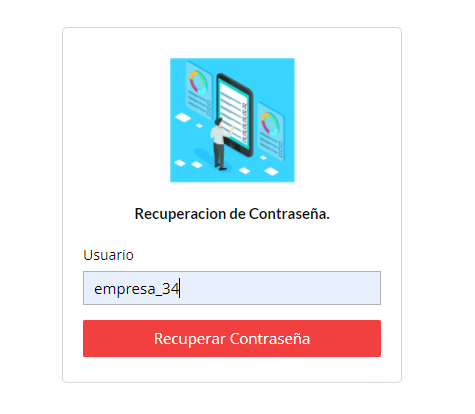 Recuperacion de Contraseña.
Usuario
empresa_34
Recuperar Contraseña